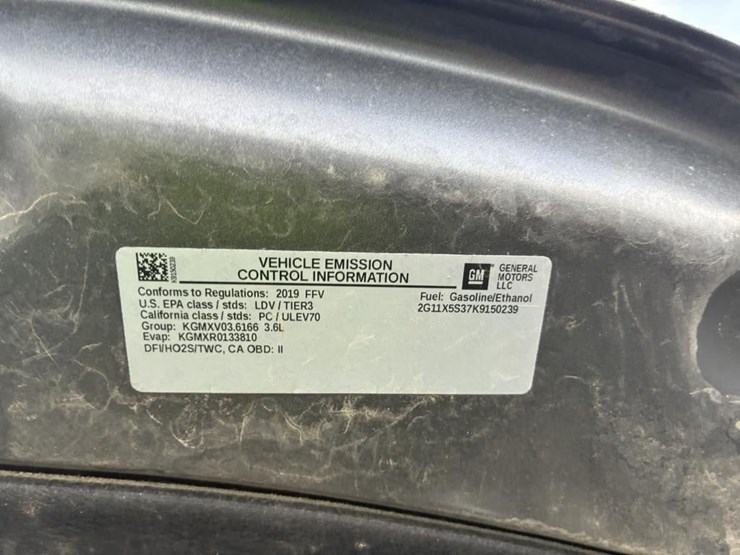 K9150239
VEHICLE EMISSION
CONTROL INFORMATION
GM
GENERAL
MOTORS
LLC
Conforms to Regulations: 2019 FFV
U.S. EPA class / stds: LDV / TIER3
California class / stds: PC / ULEV70
Group: KGMXV03.6166 3.6L
Evap: KGMXR0133810
DFI/HO2S/TWC, CA OBD: II
Fuel: Gasoline/Ethanol
2G11X5S37K9150239